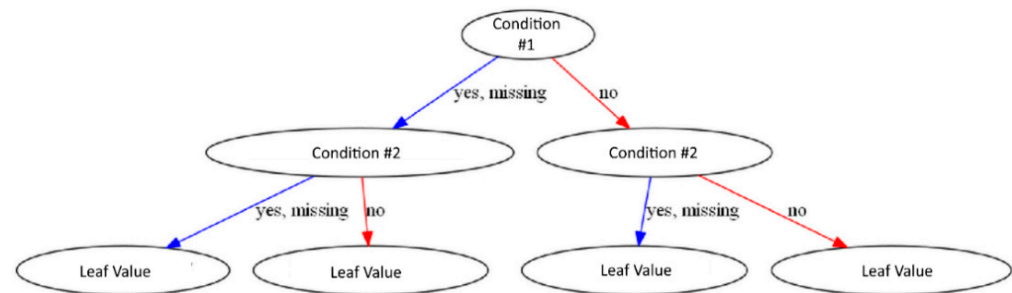 Condition
#1
yes, missing
no
Condition #2
Condition #2
yes, missing
no
yes, missing
no
Leaf Value
Leaf Value
Leaf Value
Leaf Value